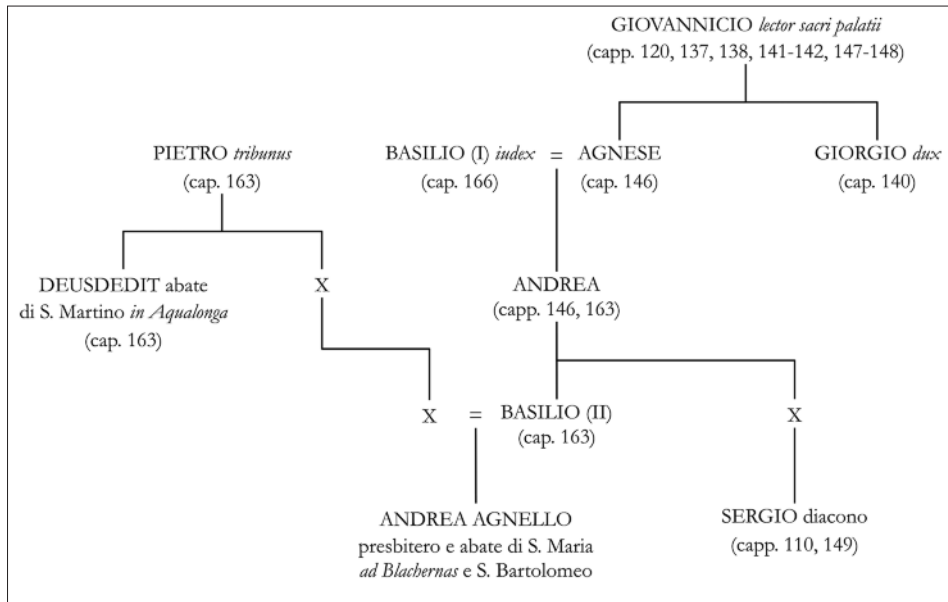 GIOVANNICIO lector sacri palatii
(capp. 120, 137, 138, 141-142, 147-148)
PIETRO tribunus
(cap. 163)
BASILIO (I) iudex = AGNESE
(cap. 166)
(cap. 146)
GIORGIO dux
(cap. 140)
DEUSDEDIT abate
di S. Martino in Aqualonga
(cap. 163)
X
ANDREA
(capp. 146, 163)
X = BASILIO (II)
(cap. 163)
X
ANDREA AGNELLO
presbitero e abate di S. Maria
ad Blachernas e S. Bartolomeo
SERGIO diacono
(capp. 110, 149)